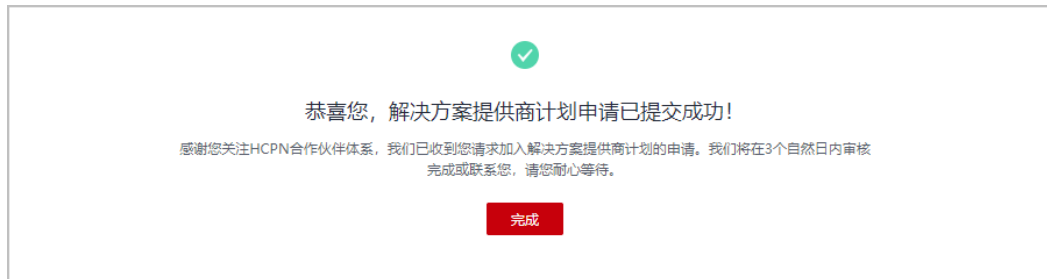 恭喜您，解决方案提供商计划申请已提交成功！
感谢您关注HCPN合作伙伴体系，我们已收到您请求加入解决方案提供商计划的申请。我们将在3个自然日内审核
完成或联系您，请您耐心等待。
完成